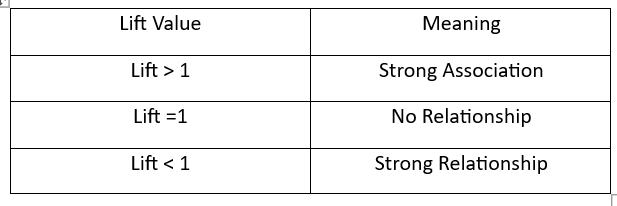 Lift Value Meaning
Lift > 1 Strong Association
Lift =1 No Relationship
Lift < 1 Strong Relationship